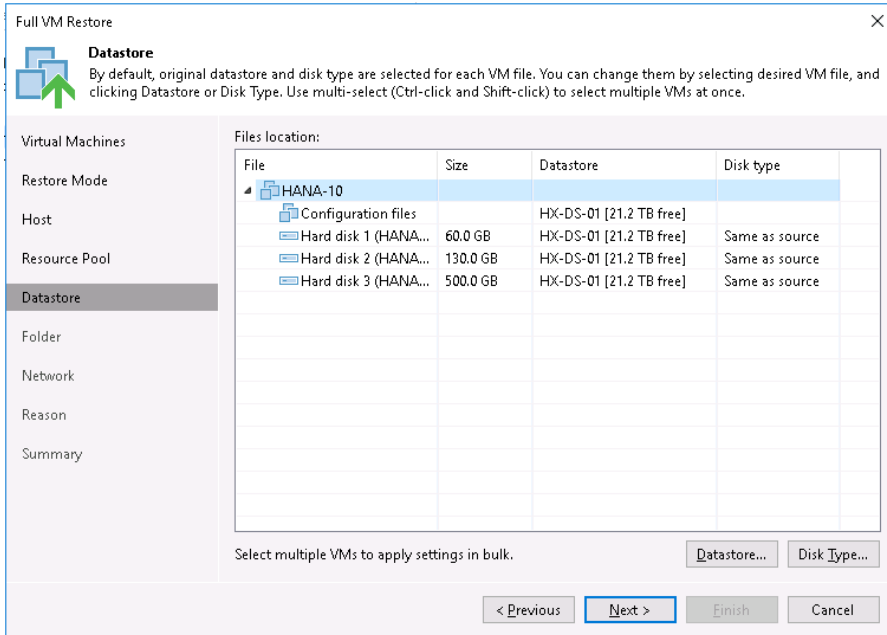 Full VM Restore
Datastore
By default, original datastore and disk type are selected for each VM file. You can change them by selecting desired VM file, and
clicking Datastore or Disk Type. Use multi-select (Ctrl-click and Shift-click) to select multiple VMs at once.
Virtual Machines
Restore Mode
Host
Resource Pool
Datastore
Folder
Network
Reason
Summary
Files location:
File Size Datastore Disk type
HANA-10
Configuration files HX-DS-01 [21.2 TB free]
Hard disk 1 (HANA... 60.0 GB HX-DS-01 [21.2 TB free] Same as source
Hard disk 2 (HANA... 130.0 GB HX-DS-01 [21.2 TB free] Same as source
Hard disk 3 (HANA... 500.0 GB HX-DS-01 [21.2 TB free] Same as source
Select multiple VMs to apply settings in bulk. Datastore... Disk Type...
< Previous Next > Finish Cancel